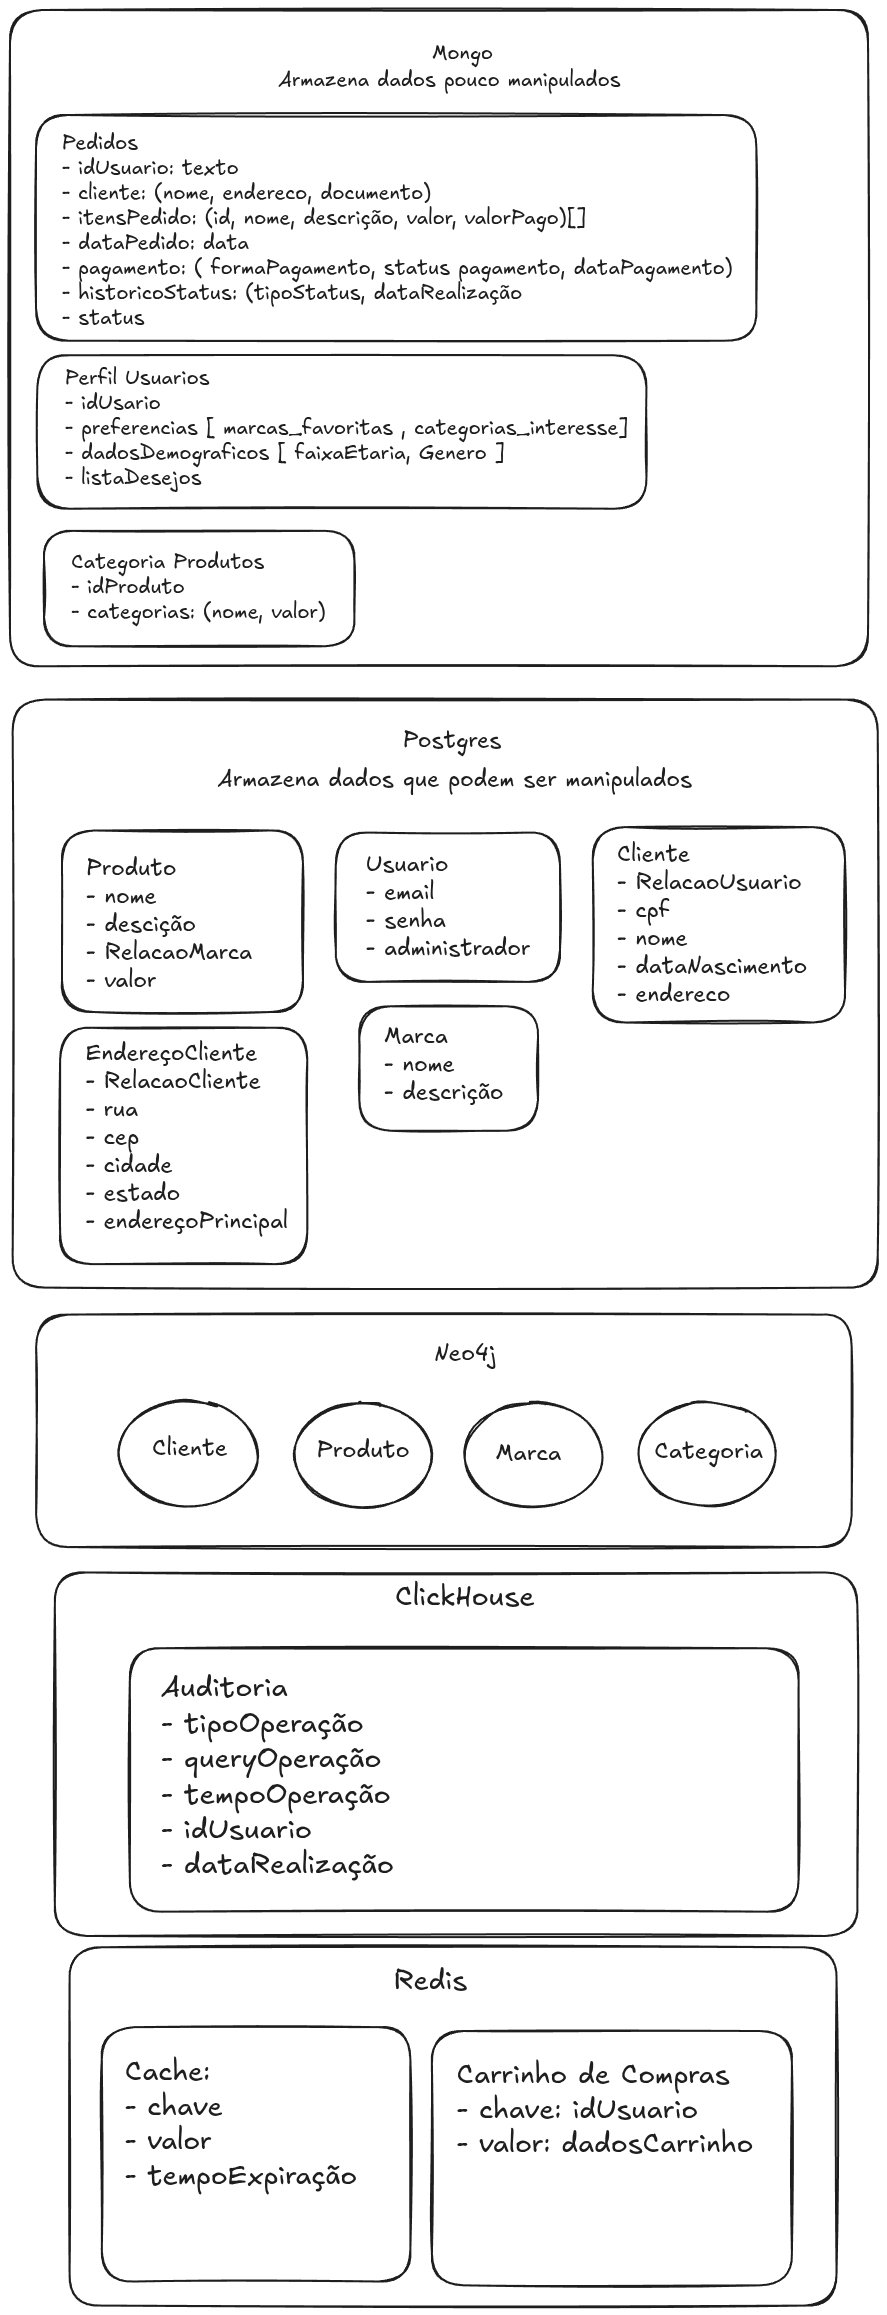 Mongo
Armazena dados pouco manipulados
Pedidos
- idUsuario: texto
- cliente: (nome, endereco, documento)
- itensPedido: (id, nome, descrição, valor, valorPago)[]
- dataPedido: data
- pagamento: ( formaPagamento, status pagamento, dataPagamento)
- historicoStatus: (tipoStatus, dataRealização
- status
Perfil Usuarios
- idUsario
- preferencias [ marcas_favoritas , categorias_interesse]
- dadosDemograficos [ faixaEtaria, Genero ]
- listaDesejos
Categoria Produtos
- idProduto
- categorias: (nome, valor)
Postgres
Armazena dados que podem ser manipulados
Produto
- nome
- descição
- RelacaoMarca
- valor
Usuario
- email
- senha
- administrador
Cliente
- RelacaoUsuario
- cpf
- nome
- dataNascimento
- endereco
EndereçoCliente
- RelacaoCliente
- rua
- cep
- cidade
- estado
- endereçoPrincipal
Marca
- nome
- descrição
Neo4j
Cliente
Produto
Marca
Categoria
ClickHouse
Auditoria
- tipoOperação
- queryOperação
- tempoOperação
- idUsuario
- dataRealização
Redis
Cache:
- chave
- valor
- tempoExpiração
Carrinho de Compras
- chave: idUsuario
- valor: dadosCarrinho